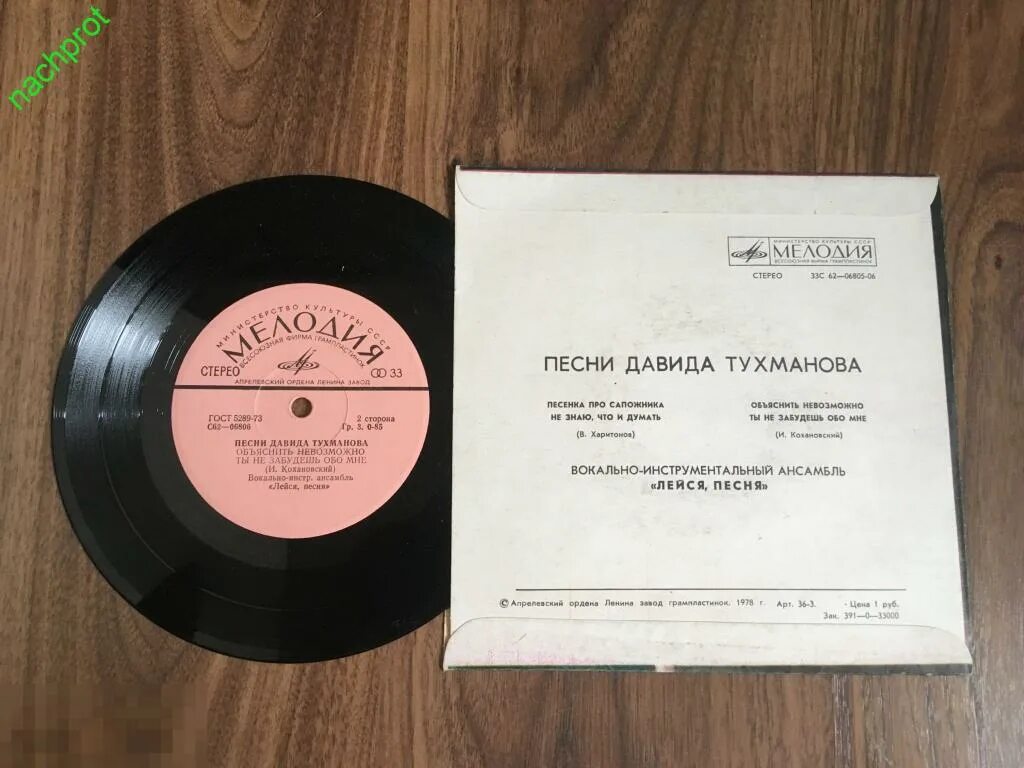 nachprot
МИНИСТЕРСТВО КУЛЬТУРЫ СССР
МЕЛОДИЯ
ВСЕСОЮЗНАЯ ФИРМА ГРАМПЛАСТИНОК
СТЕРЕО
33
АПРЕЛЕВСКИЙ ОРДЕНА ЛЕНИНА ЗАВОД
ГОСТ 5289-73
2 сторона
С62—06806
Гр. 3. 0-85
ПЕСНИ ДАВИДА ТУХМАНОВА
ОБЪЯСНИТЬ НЕВОЗМОЖНО
ТЫ НЕ ЗАБУДЕШЬ ОБО МНЕ
(И. Кохановский)
Вокально-инстр. ансамбль
«Лейся, песня»
МИНИСТЕРСТВО КУЛЬТУРЫ СССР
МЕЛОДИЯ
ВСЕСОЮЗНАЯ ФИРМА ГРАМПЛАСТИНОК
СТЕРЕО 33С 62—06805-06
ПЕСНИ ДАВИДА ТУХМАНОВА
ПЕСЕНКА ПРО САПОЖНИКА
НЕ ЗНАЮ, ЧТО И ДУМАТЬ
(В. Харитонов)
ОБЪЯСНИТЬ НЕВОЗМОЖНО
ТЫ НЕ ЗАБУДЕШЬ ОБО МНЕ
(И. Кохановский)
ВОКАЛЬНО-ИНСТРУМЕНТАЛЬНЫЙ АНСАМБЛЬ
«ЛЕЙСЯ, ПЕСНЯ»
© Апрелевский ордена Ленина завод грампластинок. 1978 г. Арт. 36-3. · Цена 1 руб.
Зак. 391—0—33000